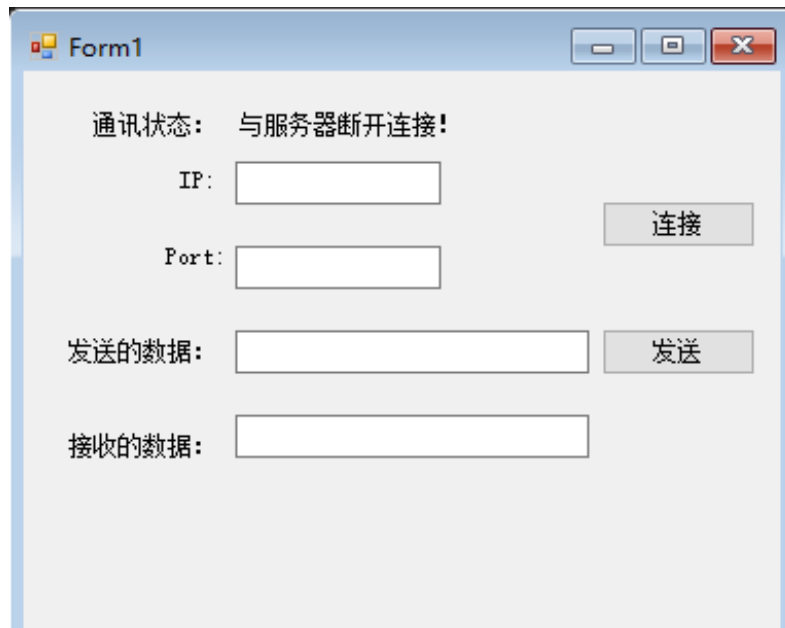 Form1
通讯状态： 与服务器断开连接!
IP:
连接
Port:
发送的数据： 发送
接收的数据：